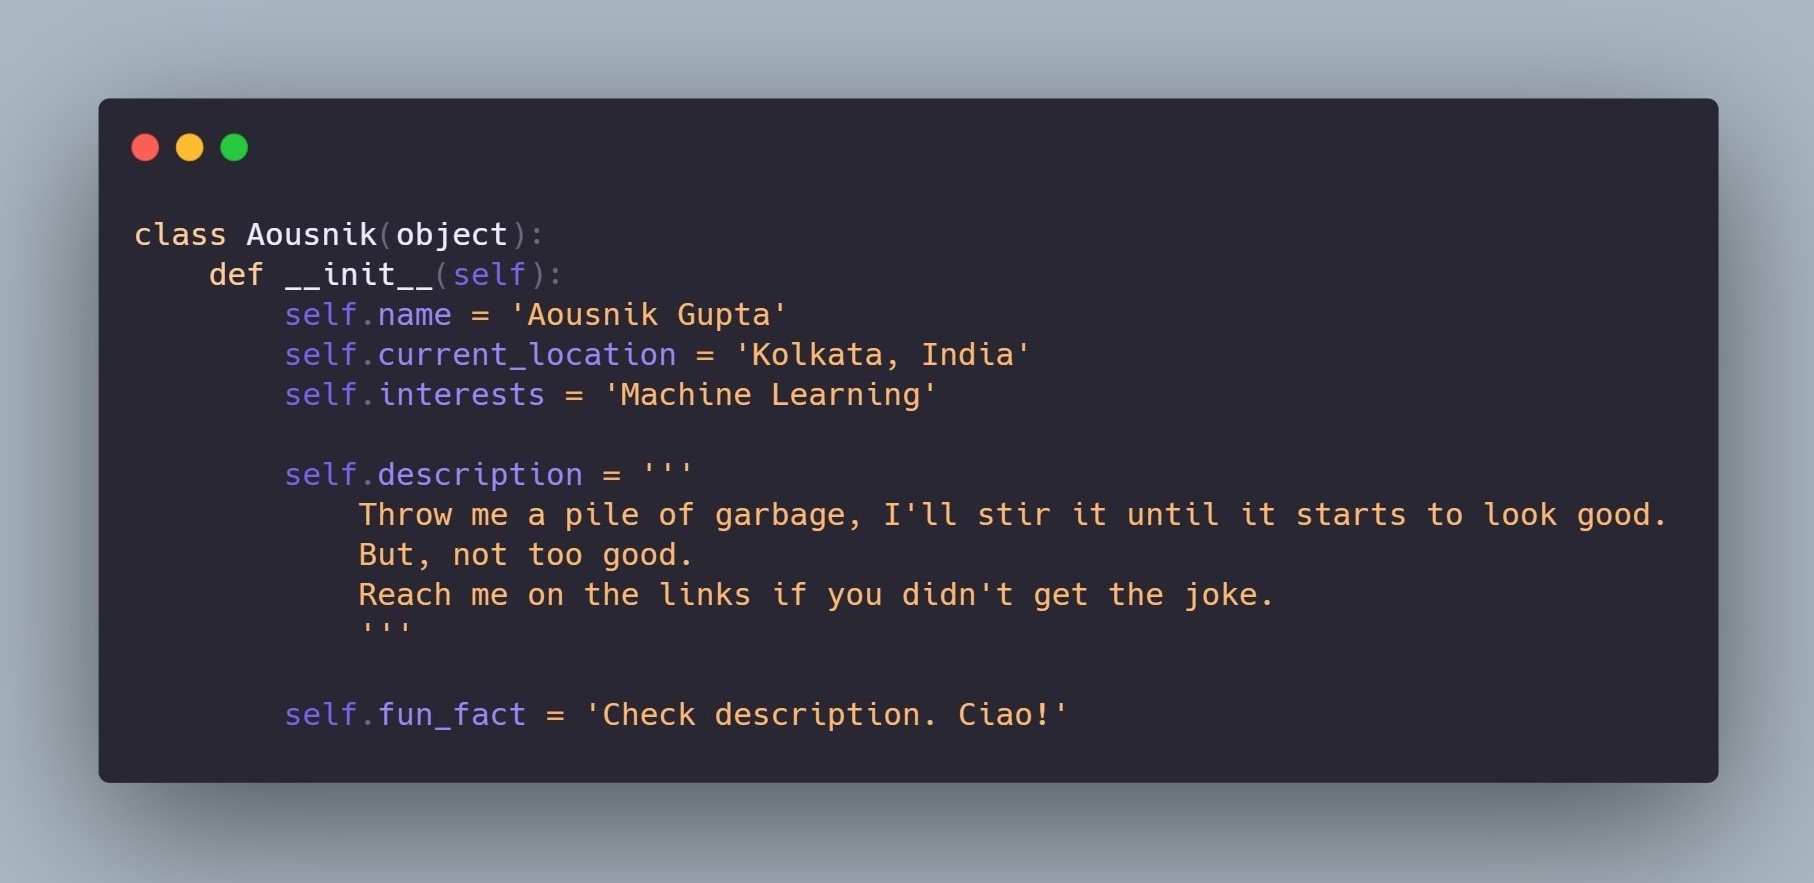 class Aousnik(object):
    def __init__(self):
        self.name = 'Aousnik Gupta'
        self.current_location = 'Kolkata, India'
        self.interests = 'Machine Learning'

        self.description = '''
            Throw me a pile of garbage, I'll stir it until it starts to look good.
            But, not too good.
            Reach me on the links if you didn't get the joke.
            '''

        self.fun_fact = 'Check description. Ciao!'